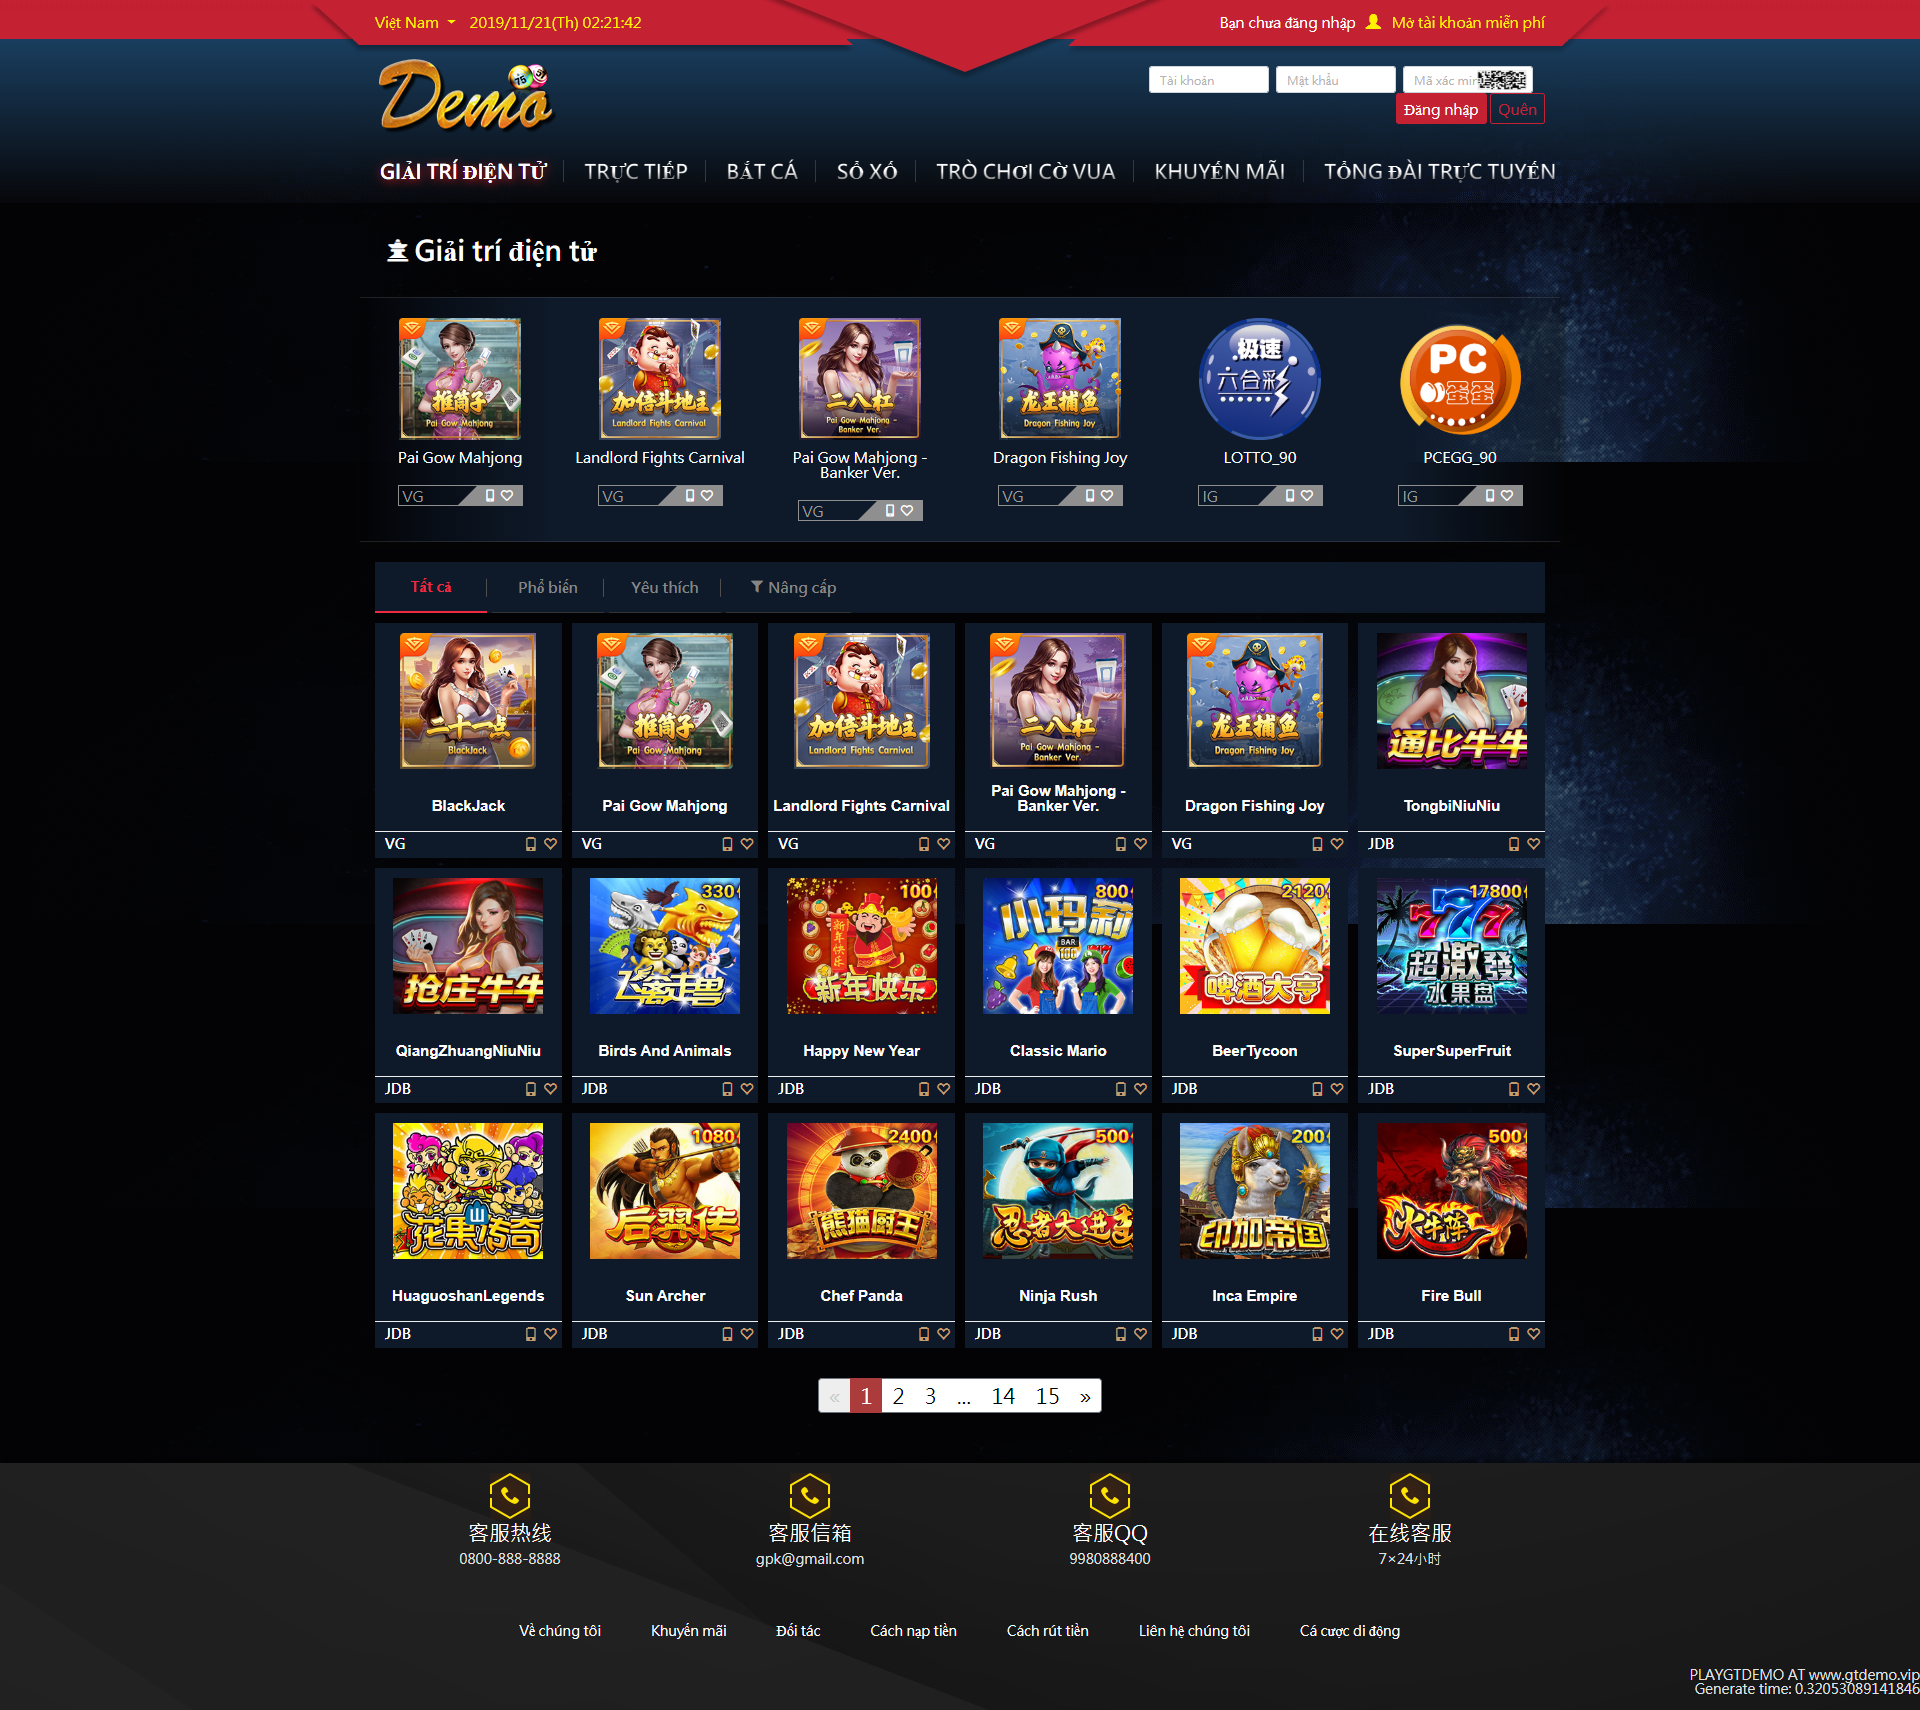 Việt Nam 2019/11/21(Th) 02:21:42
Bạn chưa đăng nhập Mở tài khoản miễn phí
Demo
75
Tài khoản Mật khẩu Mã xác min
Đăng nhập Quên
GIẢI TRÍ ĐIỆN TỬ TRỰC TIẾP BẮT CÁ SỔ XỐ TRÒ CHƠI CỜ VUA KHUYẾN MÃI TỔNG ĐÀI TRỰC TUYẾN
Giải trí điện tử
推筒子
Pai Gow Mahjong
加倍斗地主
Landlord Fights Carnival
二八杠
Pai Gow Mahjong -
Banker Ver.
龙王捕鱼
Dragon Fishing Joy
极速
六合彩
PC
蛋蛋
Pai Gow Mahjong
Landlord Fights Carnival
Pai Gow Mahjong -
Banker Ver.
Dragon Fishing Joy
LOTTO_90
PCEGG_90
VG VG VG VG IG IG
Tất cả Phổ biến Yêu thích Nâng cấp
二十一点
BlackJack
推筒子
Pai Gow Mahjong
加倍斗地主
Landlord Fights Carnival
二八杠
Pai Gow Mahjong -
Banker Ver.
龙王捕鱼
Dragon Fishing Joy
通比牛牛
BlackJack
Pai Gow Mahjong
Landlord Fights Carnival
Pai Gow Mahjong -
Banker Ver.
Dragon Fishing Joy
TongbiNiuNiu
VG VG VG VG VG JDB
抢庄牛牛
330
飞禽走兽
100
新年快乐
新年快乐
800
小玛莉
BAR
2120
啤酒大亨
17800
777
超激發
水果盘
QiangZhuangNiuNiu
Birds And Animals
Happy New Year
Classic Mario
BeerTycoon
SuperSuperFruit
JDB JDB JDB JDB JDB JDB
花果传奇
1080
后羿传
2400
熊猫厨王
500
忍者大进击
200
印加帝国
500
火牛阵
HuaguoshanLegends
Sun Archer
Chef Panda
Ninja Rush
Inca Empire
Fire Bull
JDB JDB JDB JDB JDB JDB
« 1 2 3 ... 14 15 »
客服热线 客服信箱 客服QQ 在线客服
0800-888-8888 gpk@gmail.com 9980888400 7×24小时
Về chúng tôi Khuyến mãi Đối tác Cách nạp tiền Cách rút tiền Liên hệ chúng tôi Cá cược di động
PLAYGTDEMO AT www.gtdemo.vip
Generate time: 0.32053089141846